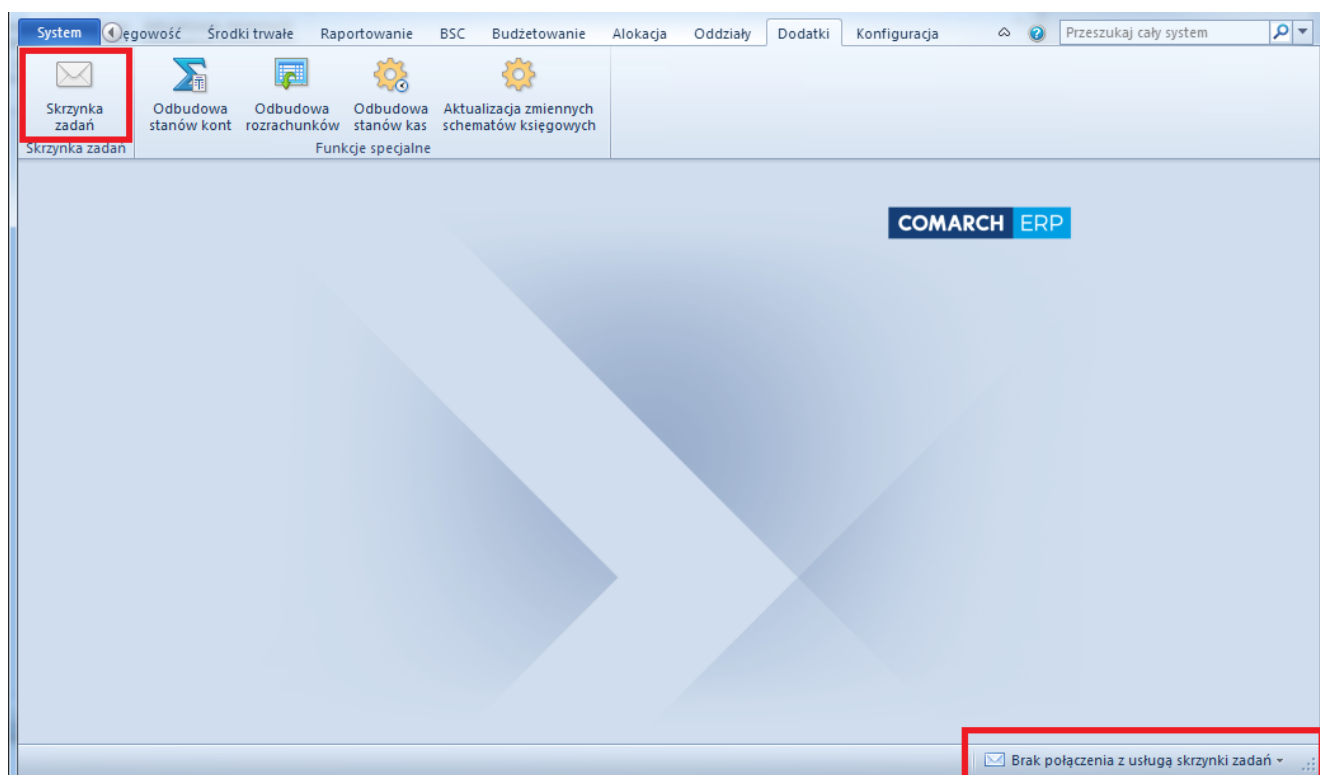 System ęgowość Środki trwałe Raportowanie BSC Budżetowanie Alokacja Oddziały Dodatki Konfiguracja Przeszukaj cały system
Skrzynka zadań
Odbudowa stanów kont
Odbudowa rozrachunków
Odbudowa stanów kas
Aktualizacja zmiennych schematów księgowych
Skrzynka zadań Funkcje specjalne
COMARCH ERP
Brak połączenia z usługą skrzynki zadań